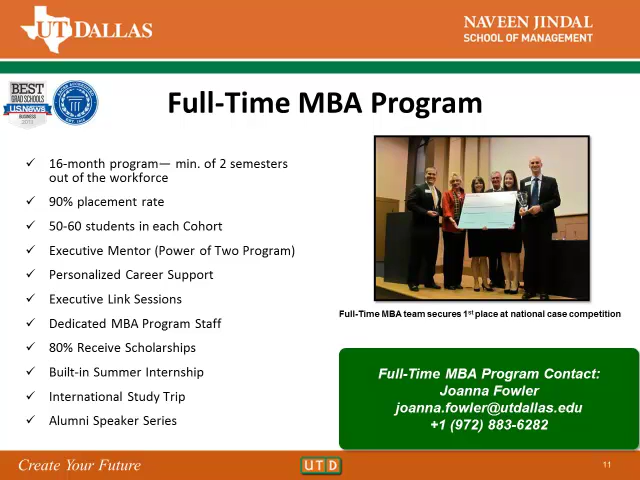 UT DALLAS
NAVEEN JINDAL
SCHOOL OF MANAGEMENT
BEST
GRAD SCHOOLS
U.S.News
BUSINESS
Full-Time MBA Program
✓ 16-month program— min. of 2 semesters
out of the workforce
✓ 90% placement rate
✓ 50-60 students in each Cohort
✓ Executive Mentor (Power of Two Program)
✓ Personalized Career Support
✓ Executive Link Sessions
✓ Dedicated MBA Program Staff
✓ 80% Receive Scholarships
✓ Built-in Summer Internship
✓ International Study Trip
✓ Alumni Speaker Series
Full-Time MBA team secures 1st place at national case competition
Full-Time MBA Program Contact:
Joanna Fowler
joanna.fowler@utdallas.edu
+1 (972) 883-6282
Create Your Future
UTD
11